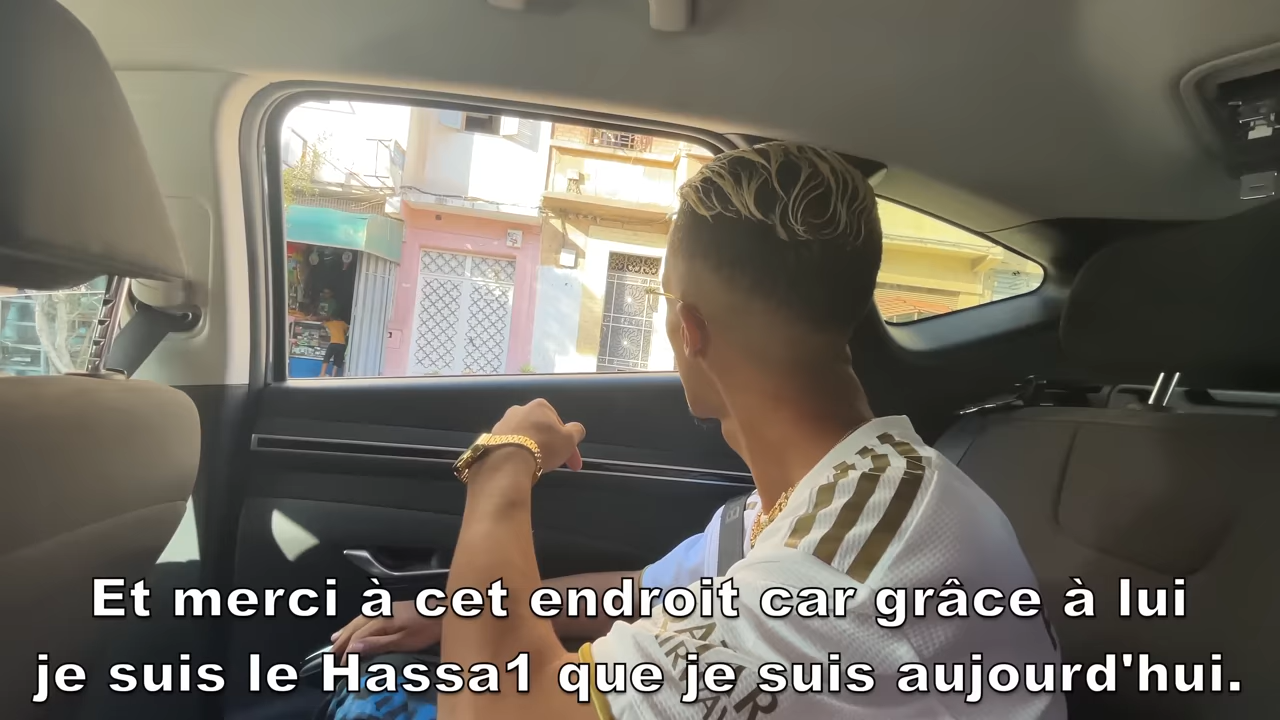 Et merci à cet endroit car grâce à lui
je suis le Hassa1 que je suis aujourd'hui.